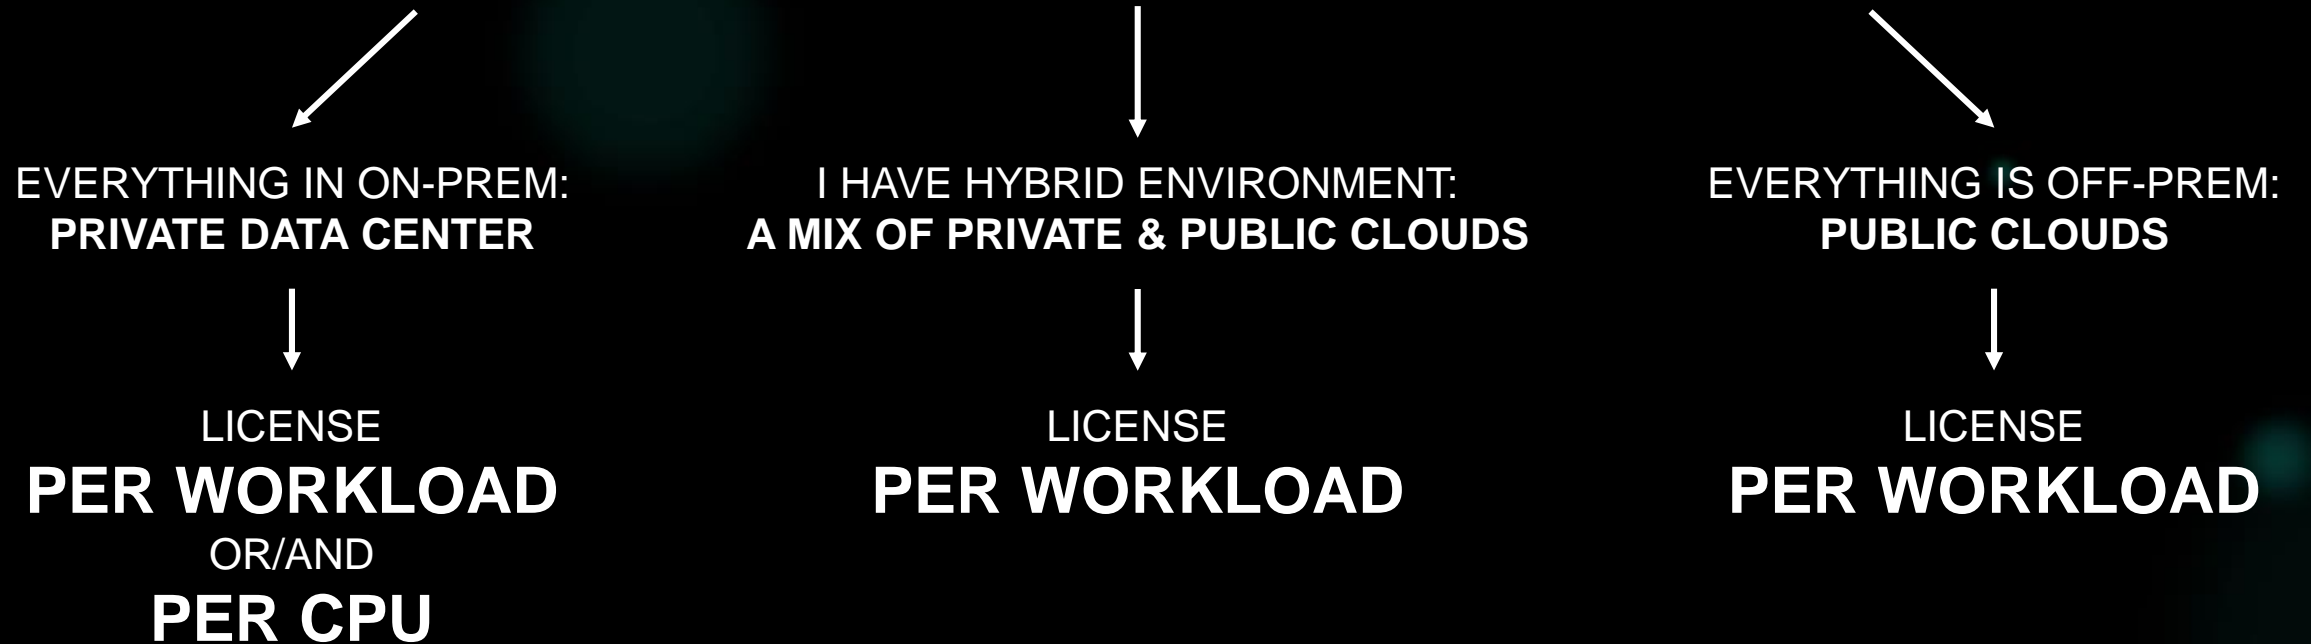 EVERYTHING IN ON-PREM:
PRIVATE DATA CENTER
LICENSE
PER WORKLOAD
OR/AND
PER CPU
I HAVE HYBRID ENVIRONMENT:
A MIX OF PRIVATE & PUBLIC CLOUDS
LICENSE
PER WORKLOAD
EVERYTHING IS OFF-PREM:
PUBLIC CLOUDS
LICENSE
PER WORKLOAD